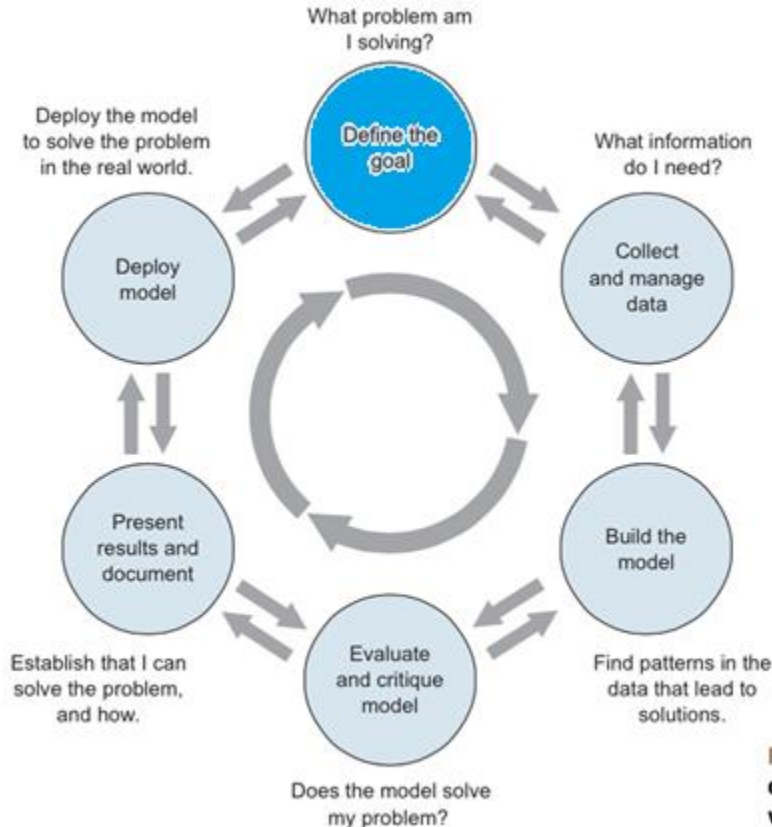 What problem am
I solving?
Define the
goal
What information
do I need?
Collect
and manage
data
Build the
model
Find patterns in the
data that lead to
solutions.
Evaluate
and critique
model
Does the model solve
my problem?
Present
results and
document
Establish that I can
solve the problem,
and how.
Deploy
model
Deploy the model
to solve the problem
in the real world.